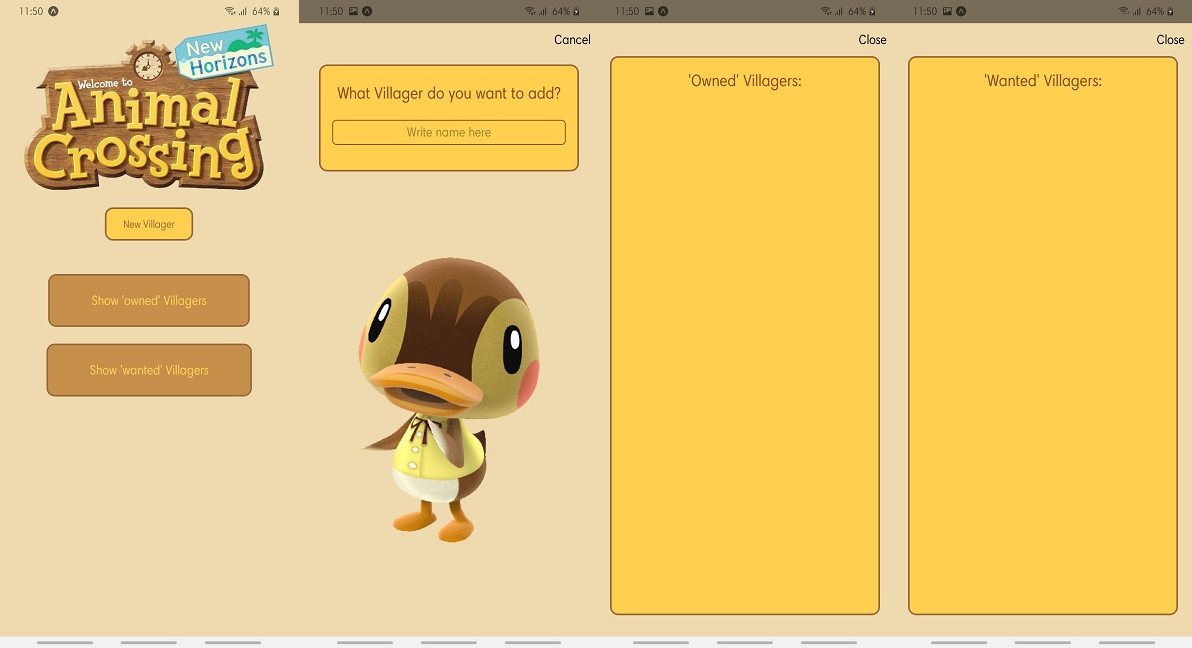 11:50
64%
New
Horizons
Welcome to
Animal
Crossing
New Villager
Show 'owned' Villagers
Show 'wanted' Villagers
11:50
64%
Cancel
What Villager do you want to add?
Write name here
11:50
64%
Close
'Owned' Villagers:
11:50
64%
Close
'Wanted' Villagers: